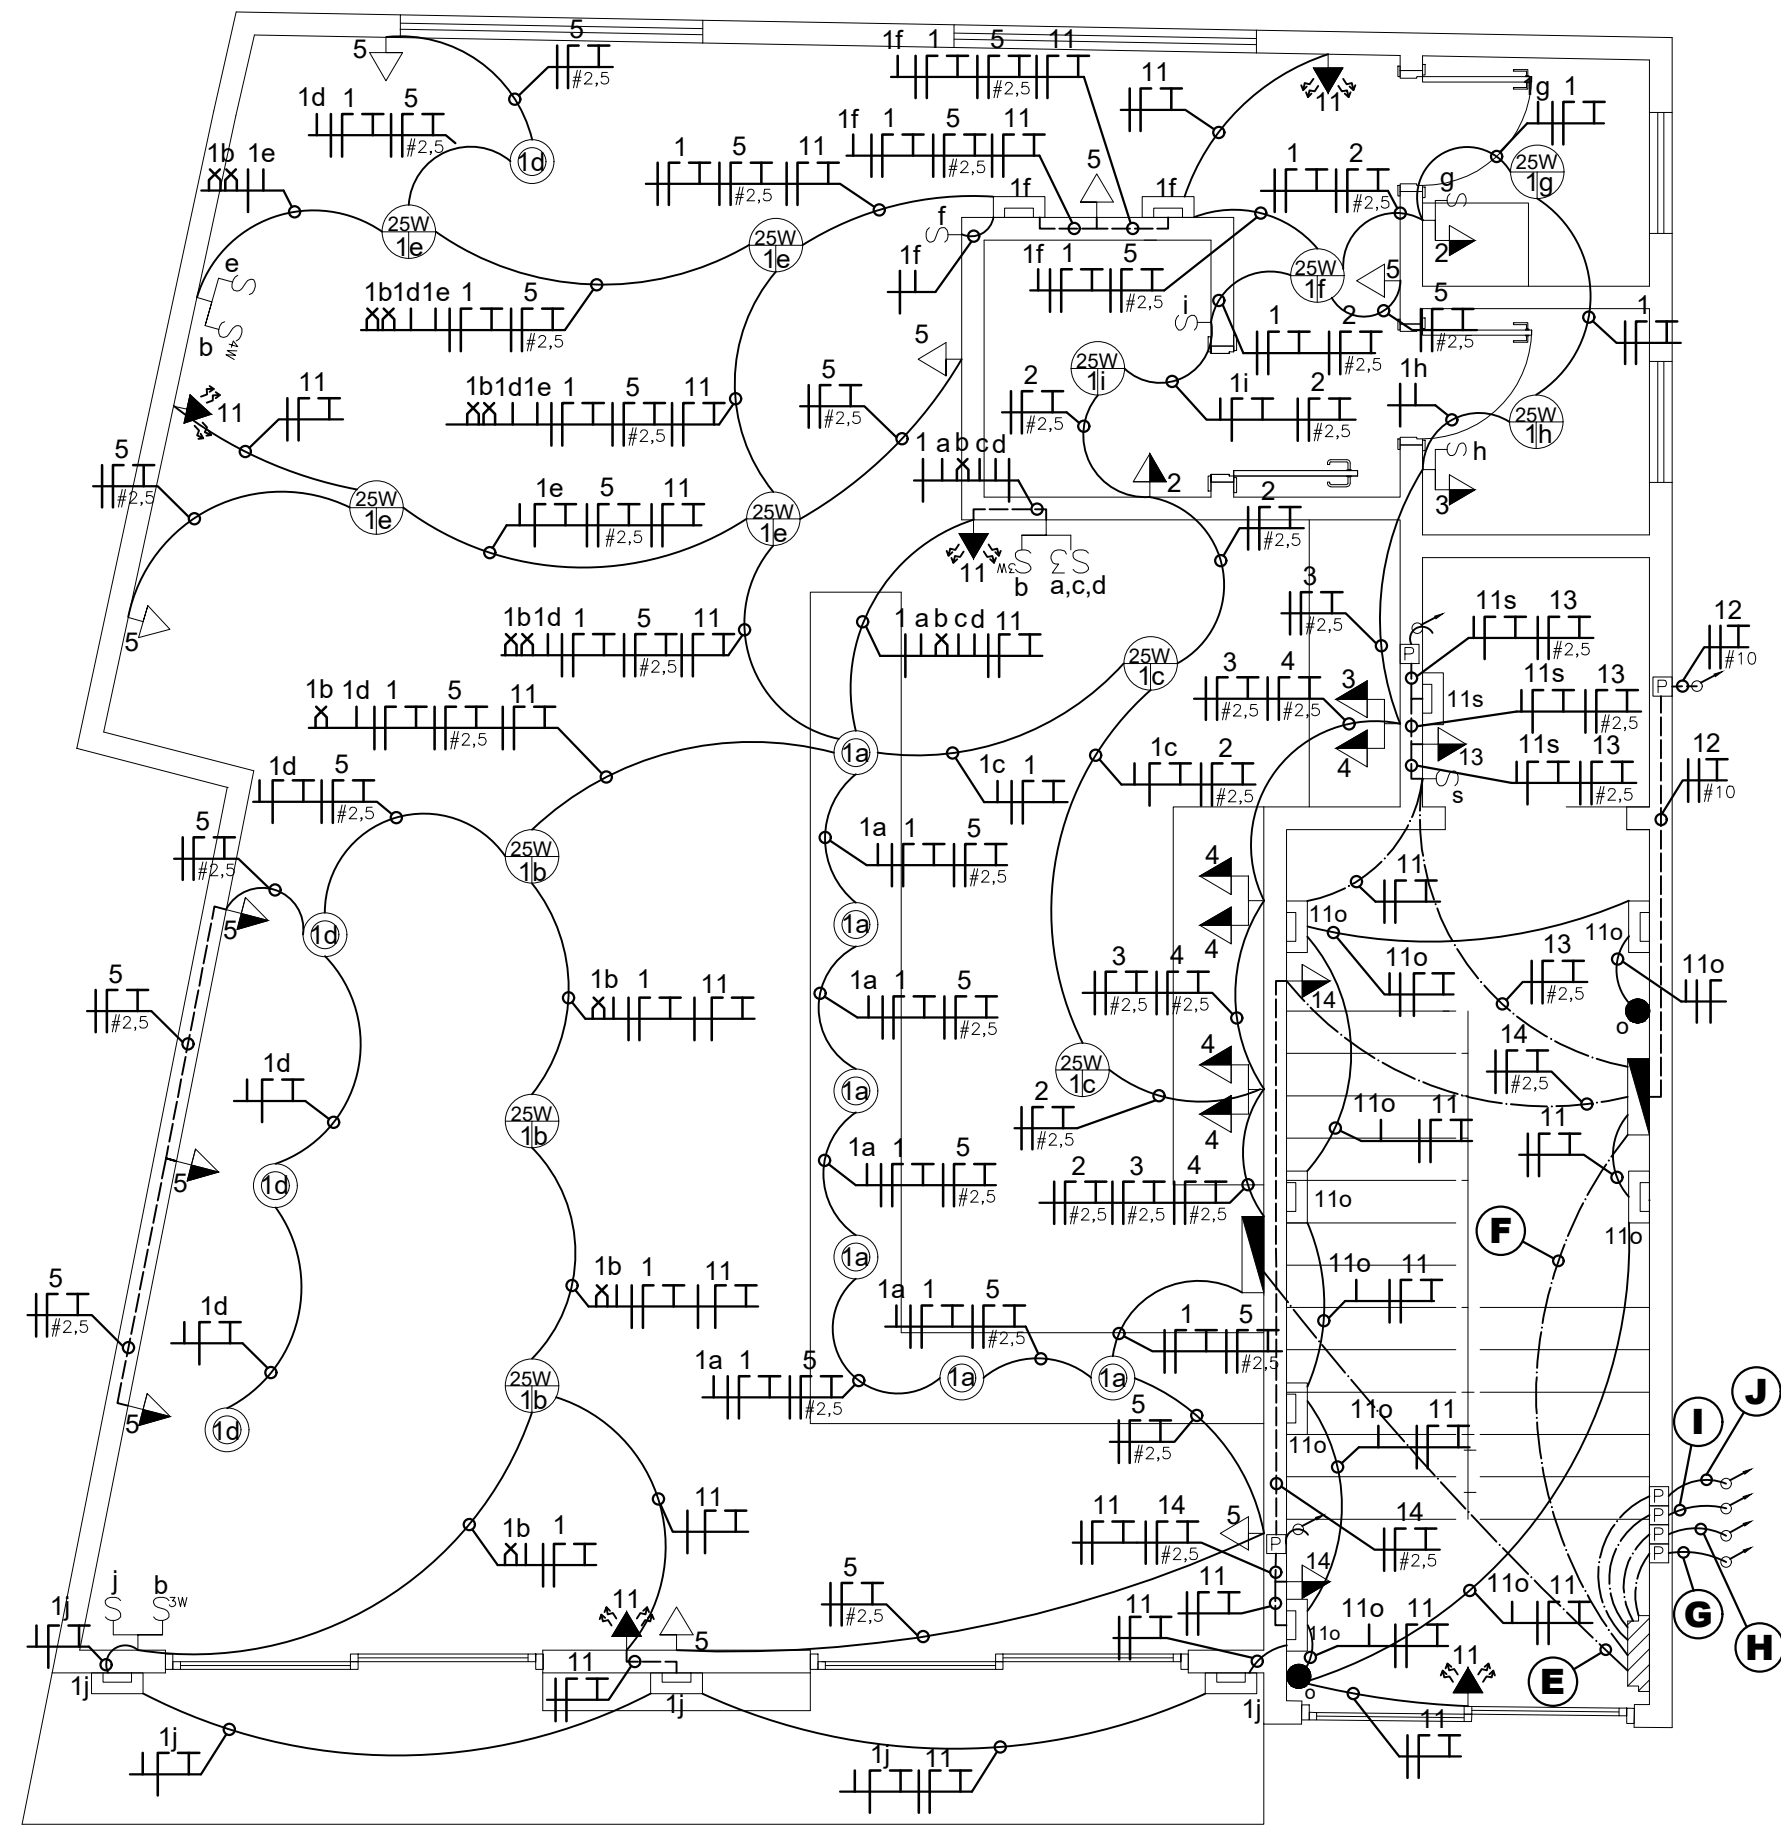 5
5
#2,5
1d 1 5
#2,5
1d
1b 1e
25W
1e
1f 1 5 11
#2,5
11
11
1g 1
25W
1g
1f 1 5 11
#2,5
1 5 11
#2,5
5
1f
1f
f
25W
1e
1 2
#2,5
g
2
e
b
S4W
1b1d1e 1 5
#2,5
1f
1f 1 5
#2,5
25W
1f
5
5
#2,5
1
i
1 2
#2,5
11
11
1b1d1e 1 5 11
#2,5
5
#2,5
5
2
#2,5
25W
1i
1i 2
#2,5
1h
25W
1h
h
3
5
#2,5
25W
1e
1e 5 11
#2,5
25W
1e
1 a b c d
2
2
#2,5
11
3W
b
a,c,d
5
1b1d 1 5 11
#2,5
1 a b c d 11
25W
1c
3
#2,5
P
11s 13
#2,5
12
#10
P
3 4
#2,5 #2,5
3
4
11s
11s 13
#2,5
13
11s 13
#2,5
s
12
#10
1b 1d 1 5 11
#2,5
1a
1c 1
1c 2
#2,5
1d 5
#2,5
5
#2,5
25W
1b
1a 1 5
#2,5
4
4
11
5
1d
1a
11o
11o
11o
13
#2,5
11o
o
5
#2,5
1b 1 11
1a 1 5
#2,5
3 4
#2,5 #2,5
14
14
#2,5
1d
25W
1b
1a
25W
1c
4
4
2
#2,5
11o 11
11
5
1d
1a 1 5
#2,5
2 3 4
#2,5 #2,5 #2,5
11o
11o
F
5
#2,5
1d
1b 1 11
1a
1a 1 5
#2,5
1 5
#2,5
11o 11
5
1d
25W
1b
1a 1 5
#2,5
1a
1a
5
#2,5
11o
11o 11
I
J
1b 1
11
11 14
#2,5
5
P
14
#2,5
14
P
P
P
P
G
H
j
b
3W
1j
11
5
5
#2,5
11
11
11o
11o 11
11o 11
11
o
E
1j
11
1j
1j
11
1j
1j 11